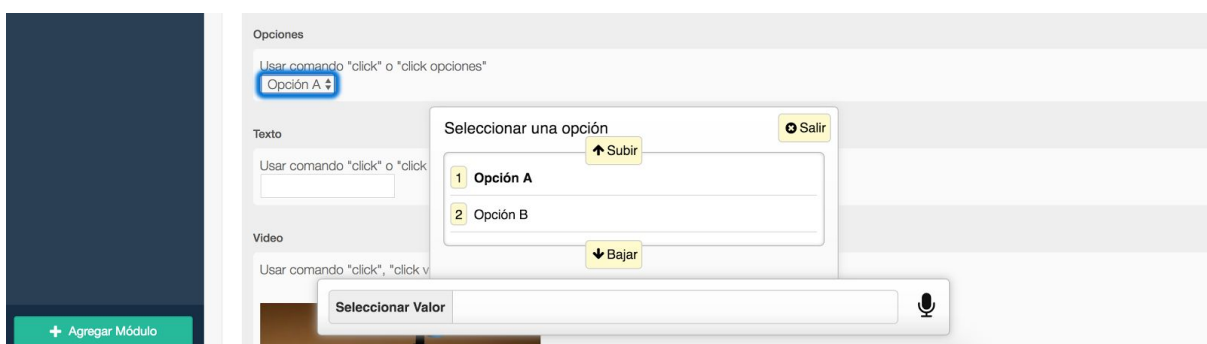 Opciones
Usar comando "click" o "click opciones"
Opción A
Texto
Usar comando "click" o "click
Video
Usar comando "click", "click v
Seleccionar una opción
Salir
Subir
1 Opción A
2 Opción B
Bajar
Seleccionar Valor
+ Agregar Módulo